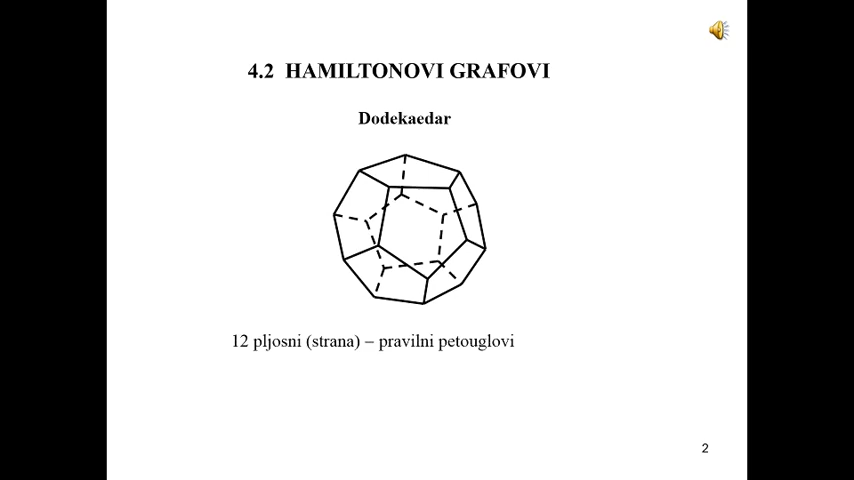 4.2 HAMILTONOVI GRAFOVI
Dodekaedar
12 pljosni (strana) – pravilni petouglovi
2